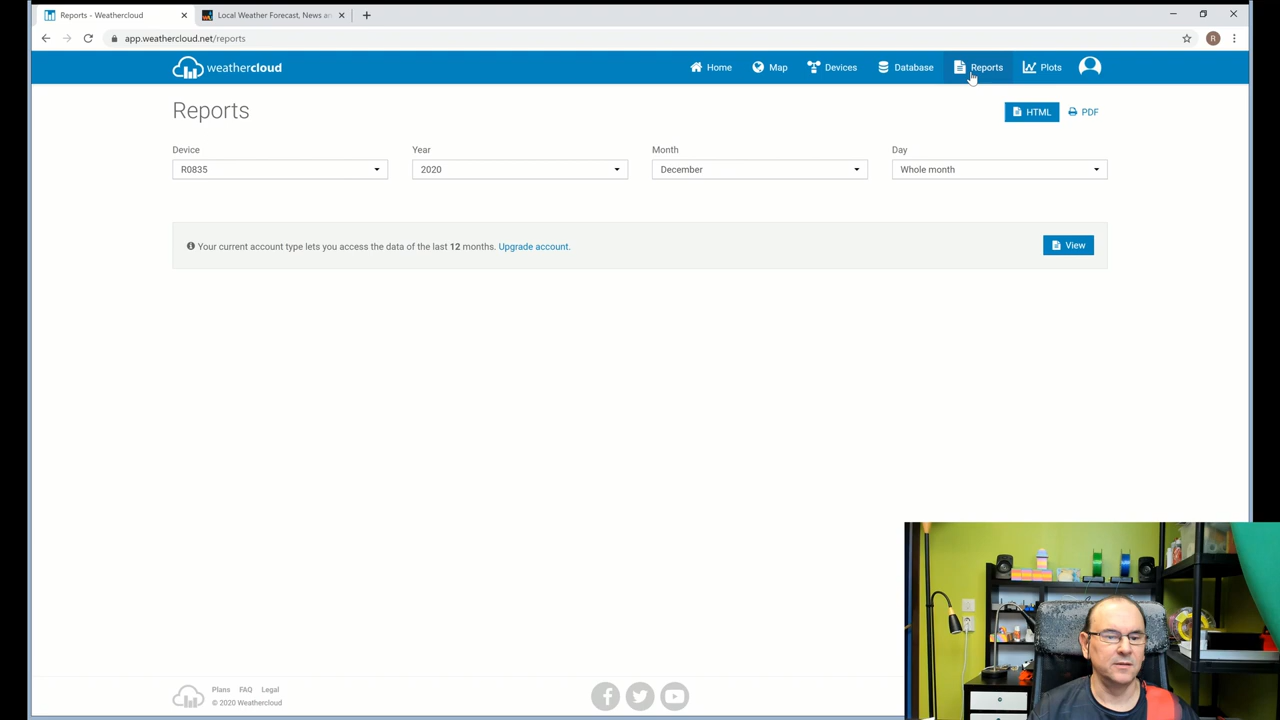 Reports - Weathercloud
Local Weather Forecast, News an
app.weathercloud.net/reports
R
weathercloud
Home
Map
Devices
Database
Reports
Plots
Reports
HTML
PDF
Device
Year
Month
Day
R0835
2020
December
Whole month
Your current account type lets you access the data of the last 12 months. Upgrade account.
View
Plans FAQ Legal
© 2020 Weathercloud